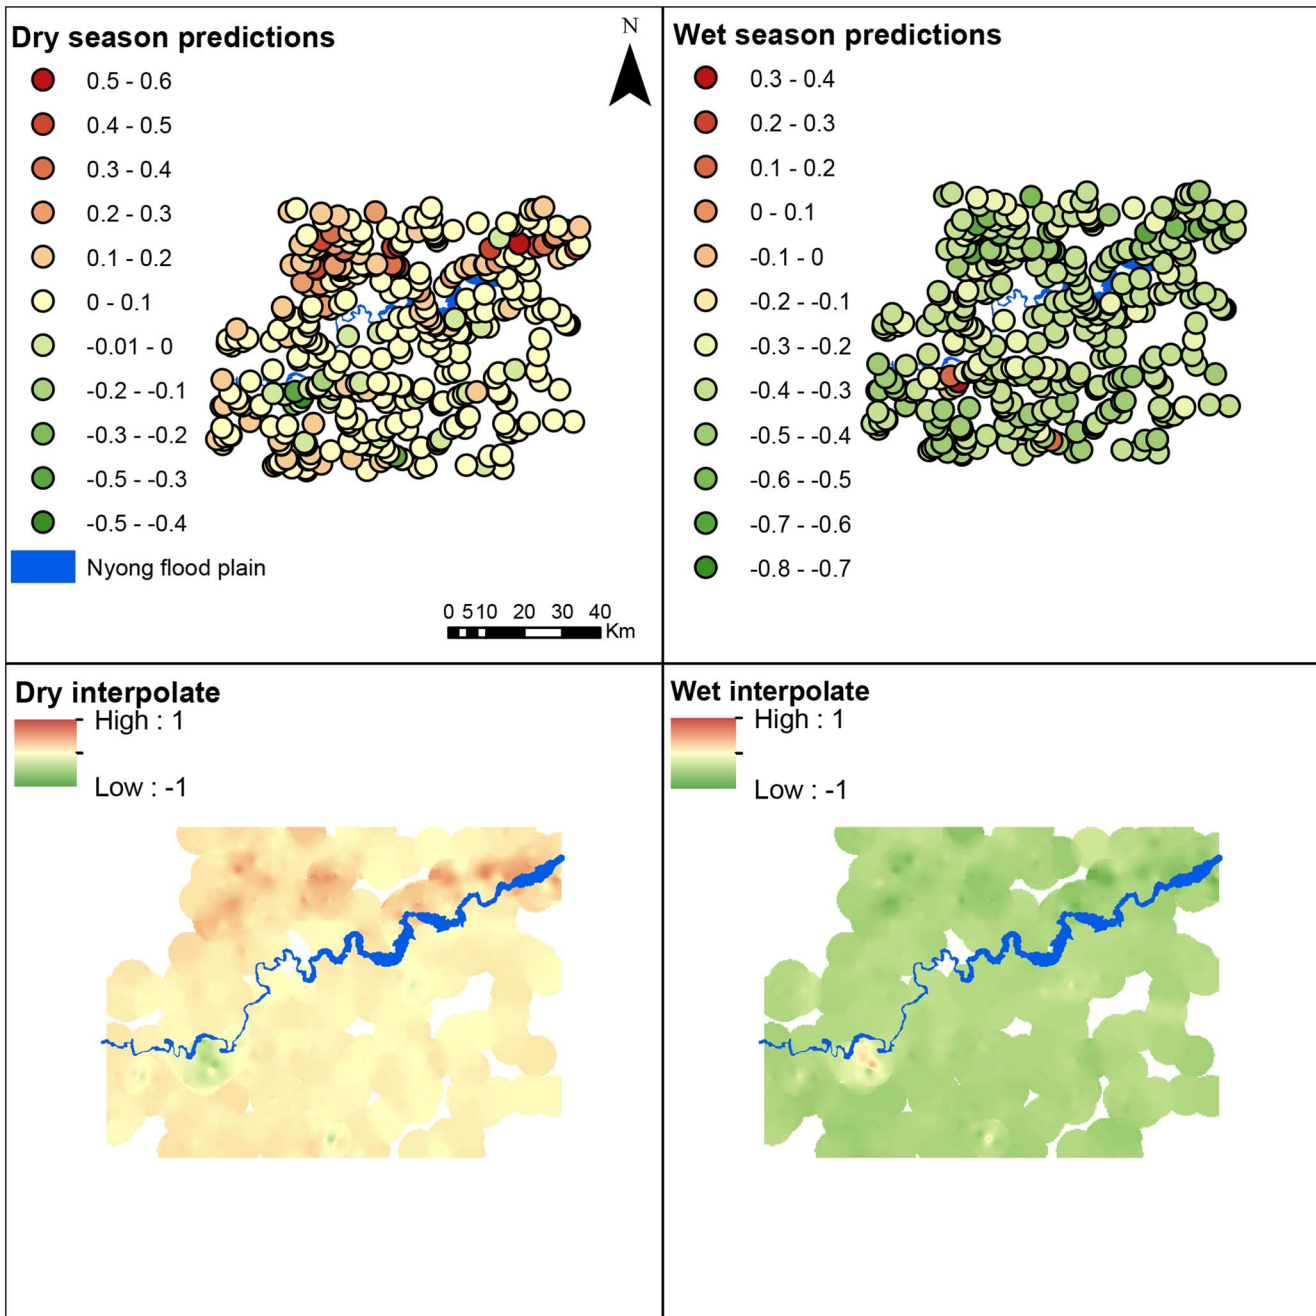 Dry season predictions
0.5 - 0.6
0.4 - 0.5
0.3 - 0.4
0.2 - 0.3
0.1 - 0.2
0 - 0.1
-0.01 - 0
-0.2 - -0.1
-0.3 - -0.2
-0.5 - -0.3
-0.5 - -0.4
Nyong flood plain
N
0 5 10 20 30 40
Km
Wet season predictions
0.3 - 0.4
0.2 - 0.3
0.1 - 0.2
0 - 0.1
-0.1 - 0
-0.2 - -0.1
-0.3 - -0.2
-0.4 - -0.3
-0.5 - -0.4
-0.6 - -0.5
-0.7 - -0.6
-0.8 - -0.7
Dry interpolate
High : 1
Low : -1
Wet interpolate
High : 1
Low : -1